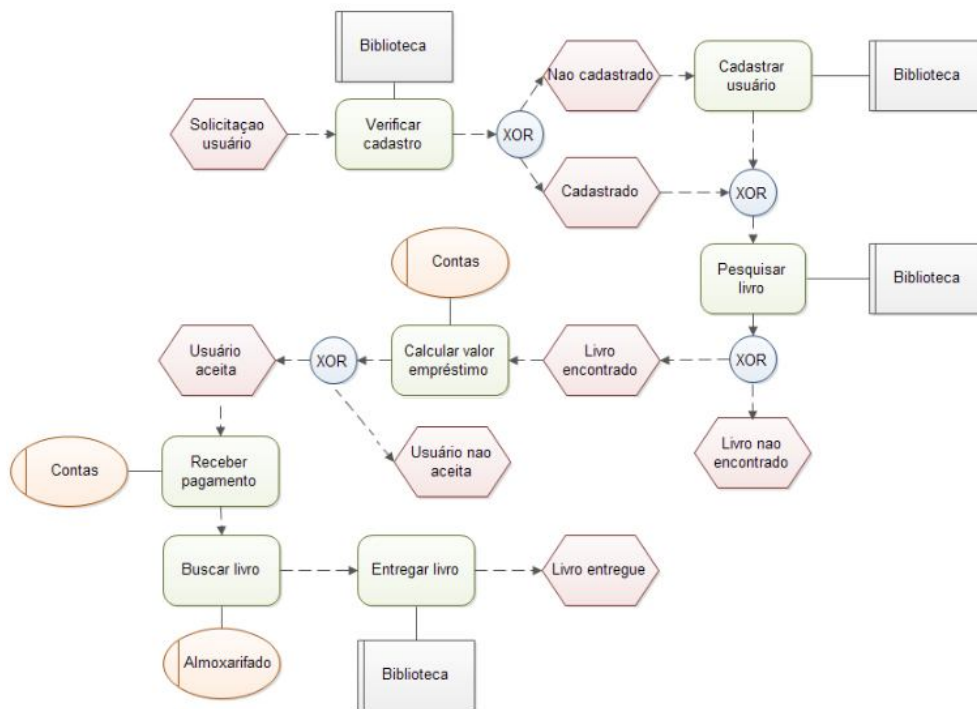 Biblioteca
Nao cadastrado
Cadastrar
usuário
Biblioteca
Solicitaçao
usuário
Verificar
cadastro
XOR
Cadastrado
XOR
Contas
Pesquisar
livro
Biblioteca
Usuário
aceita
XOR
Calcular valor
empréstimo
Livro
encontrado
XOR
Usuário nao
aceita
Livro nao
encontrado
Contas
Receber
pagamento
Buscar livro
Entregar livro
Livro entregue
Almoxarifado
Biblioteca